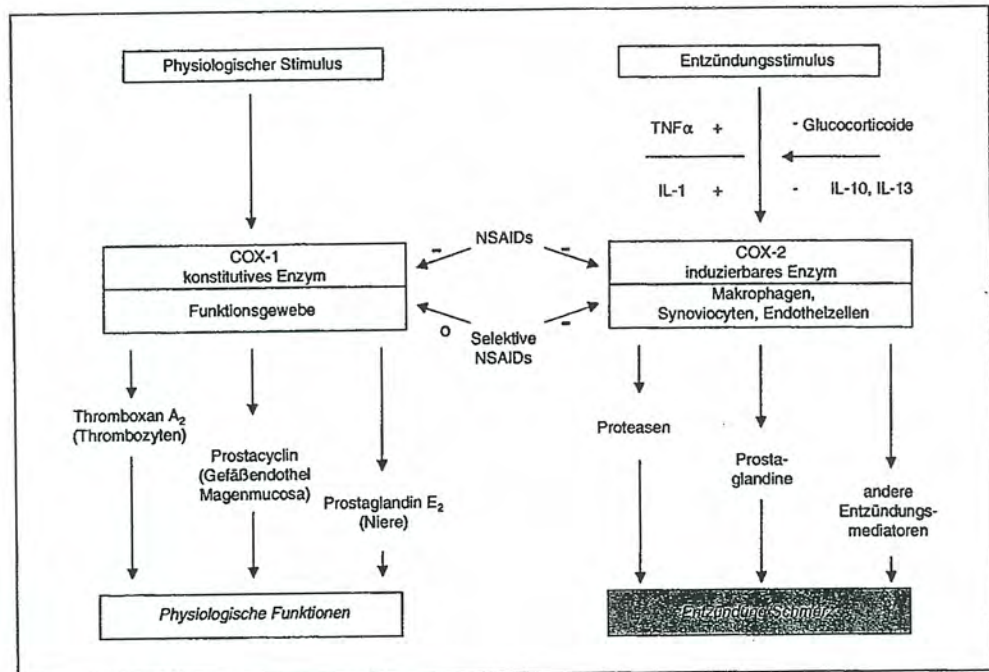 Physiologischer Stimulus
Entzündungsstimulus
TNFα +
- Glucocorticoide
IL-1 +
- IL-10, IL-13
COX-1
konstitutives Enzym
Funktionsgewebe
- NSAIDs -
o Selektive -
NSAIDs
COX-2
induzierbares Enzym
Makrophagen,
Synoviocyten, Endothelzellen
Thromboxan A₂
(Thrombozyten)
Prostacyclin
(Gefäßendothel
Magenmucosa)
Prostaglandin E₂
(Niere)
Proteasen
Prosta-
glandine
andere
Entzündungs-
mediatoren
Physiologische Funktionen
Entzündung Schmerz